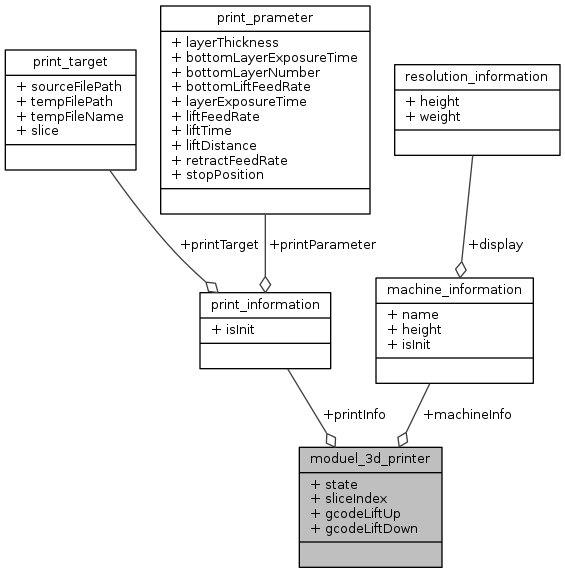 print_prameter
+ layerThickness
+ bottomLayerExposureTime
+ bottomLayerNumber
+ bottomLiftFeedRate
+ layerExposureTime
+ liftFeedRate
+ liftTime
+ liftDistance
+ retractFeedRate
+ stopPosition
print_target
+ sourceFilePath
+ tempFilePath
+ tempFileName
+ slice
resolution_information
+ height
+ weight
+printTarget
+printParameter
+display
print_information
+ isInit
machine_information
+ name
+ height
+ isInit
+printInfo
+machineInfo
moduel_3d_printer
+ state
+ sliceIndex
+ gcodeLiftUp
+ gcodeLiftDown